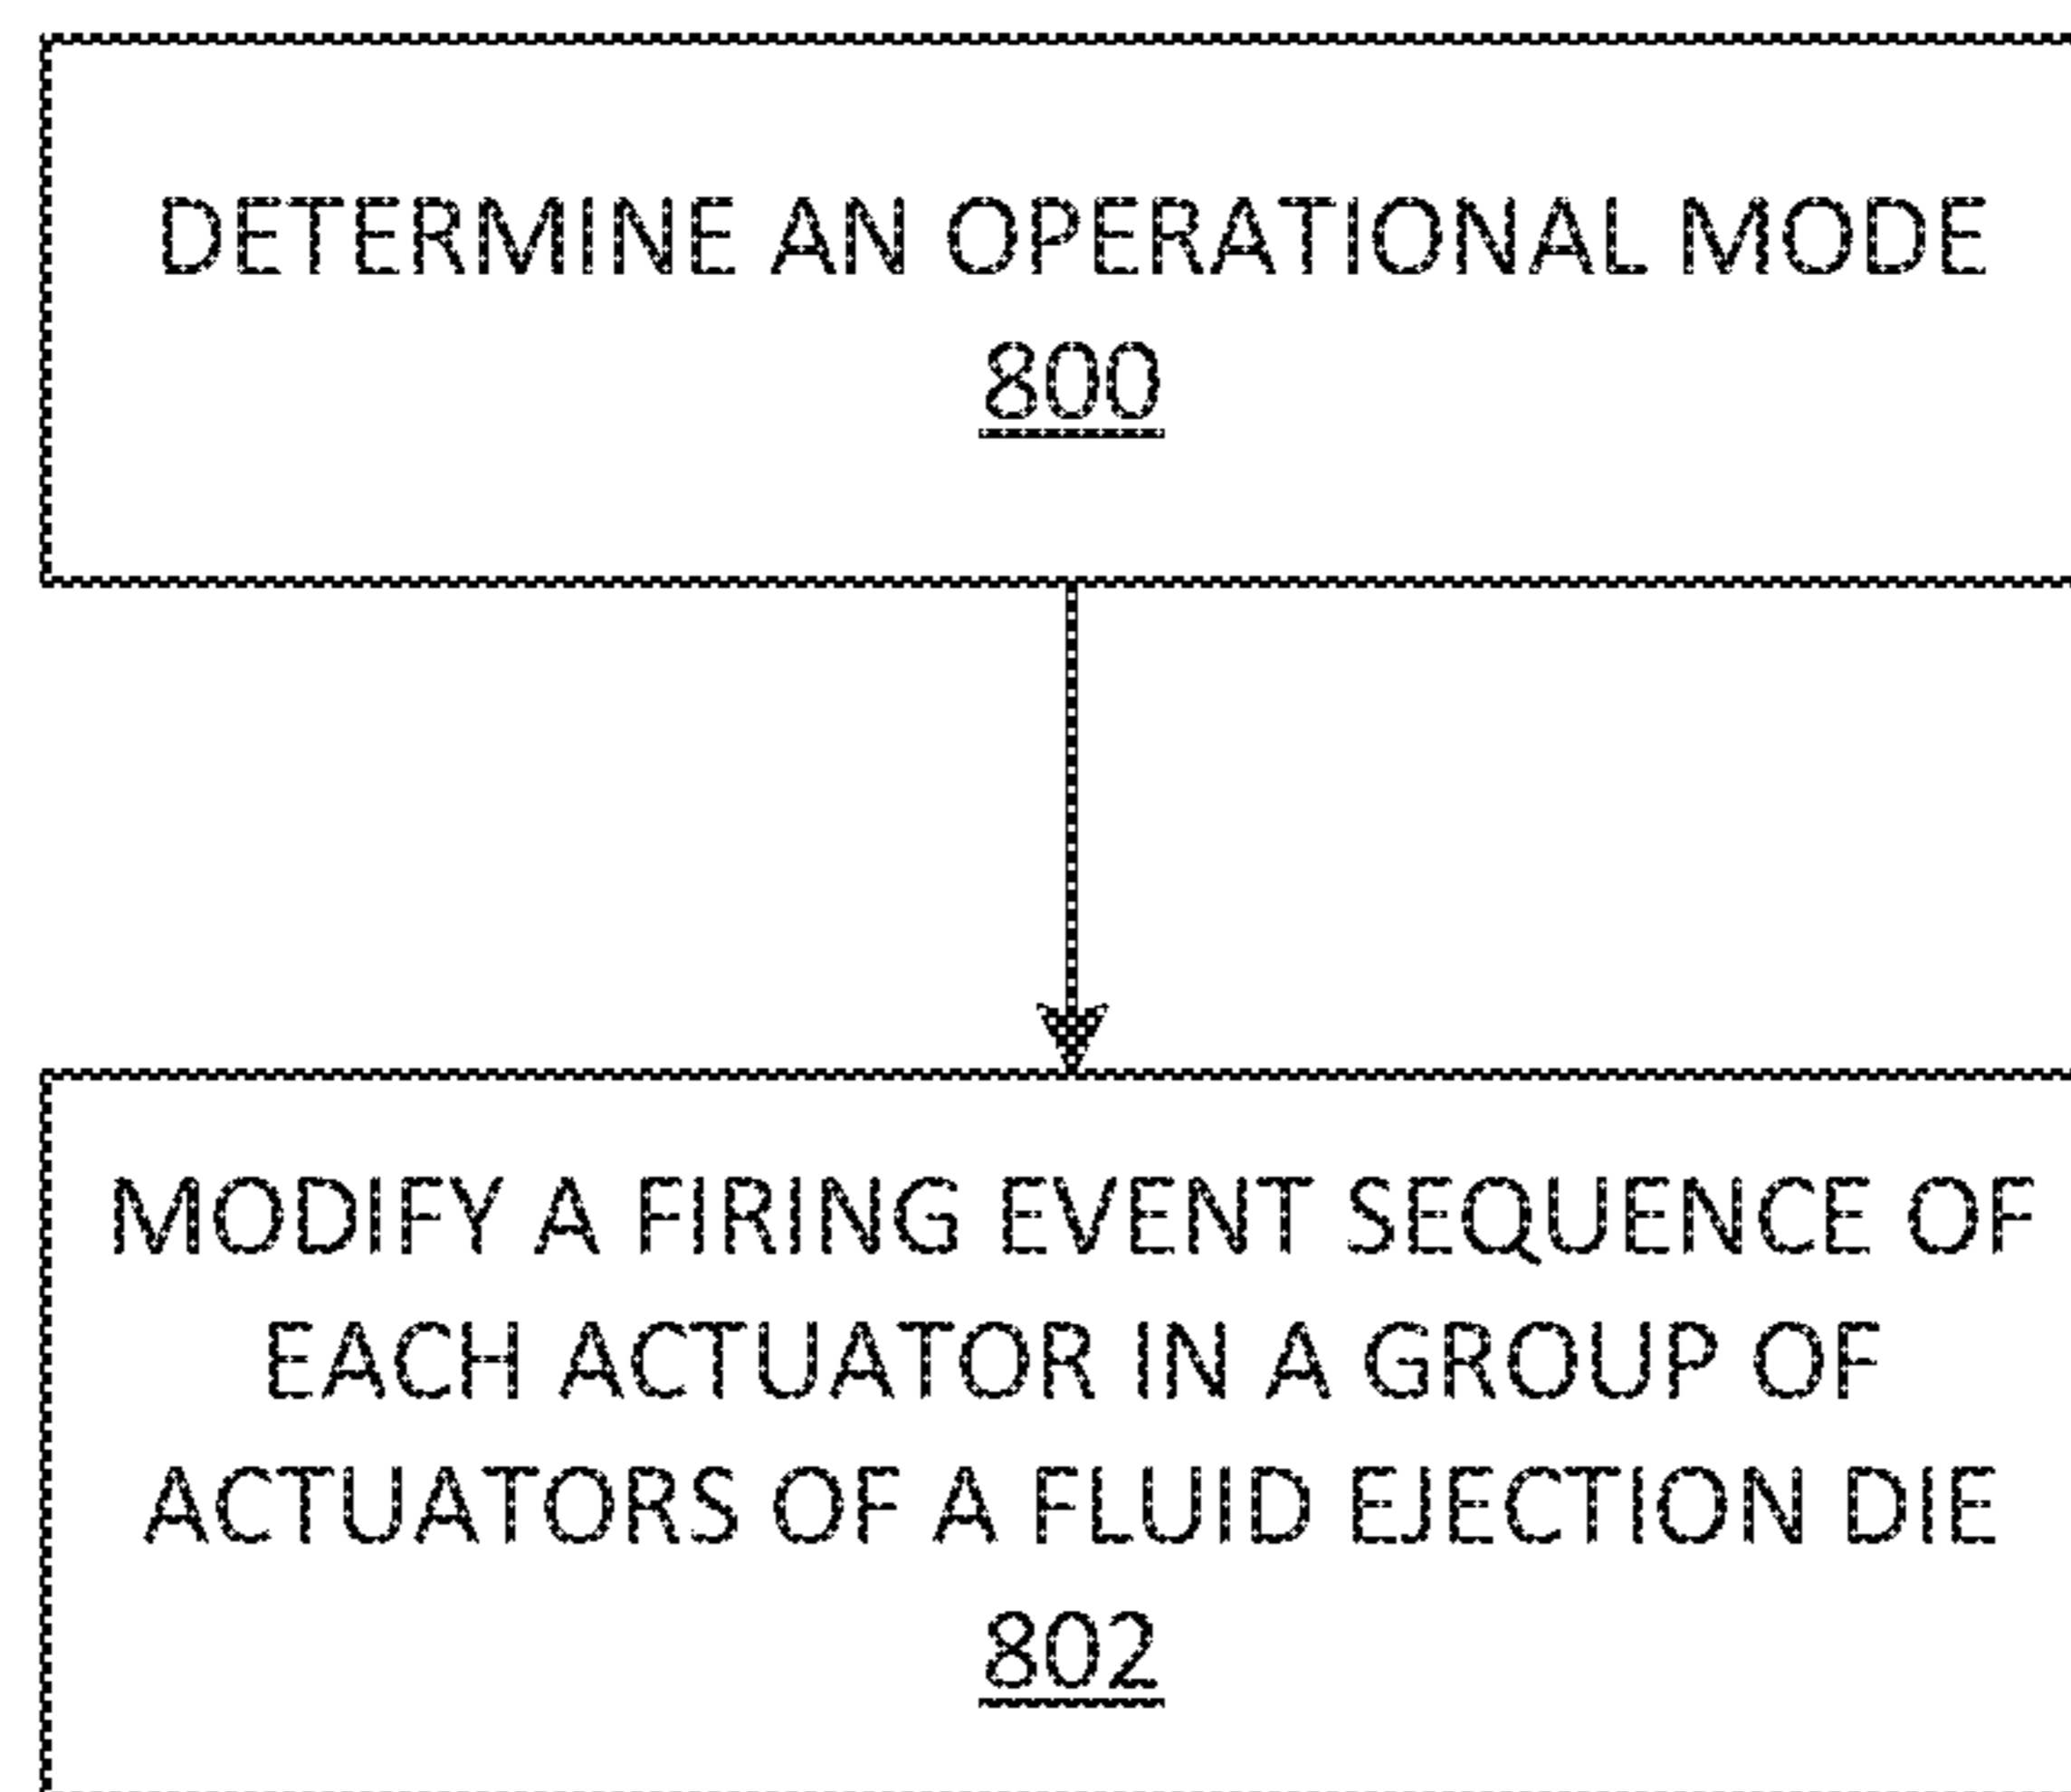 DETERMINE AN OPERATIONAL MODE
800
MODIFY A FIRING EVENT SEQUENCE OF
EACH ACTUATOR IN A GROUP OF
ACTUATORS OF A FLUID EJECTION DIE
802